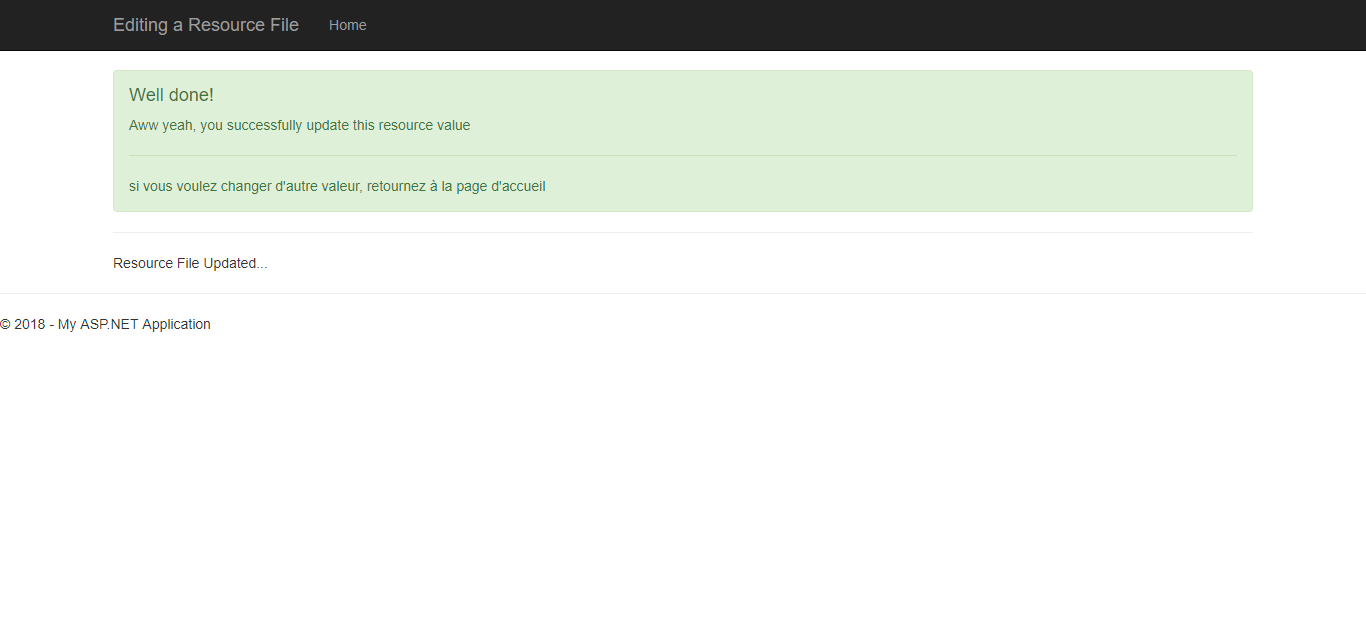 Editing a Resource File Home
Well done!
Aww yeah, you successfully update this resource value
si vous voulez changer d'autre valeur, retournez à la page d'accueil
Resource File Updated...
© 2018 - My ASP.NET Application